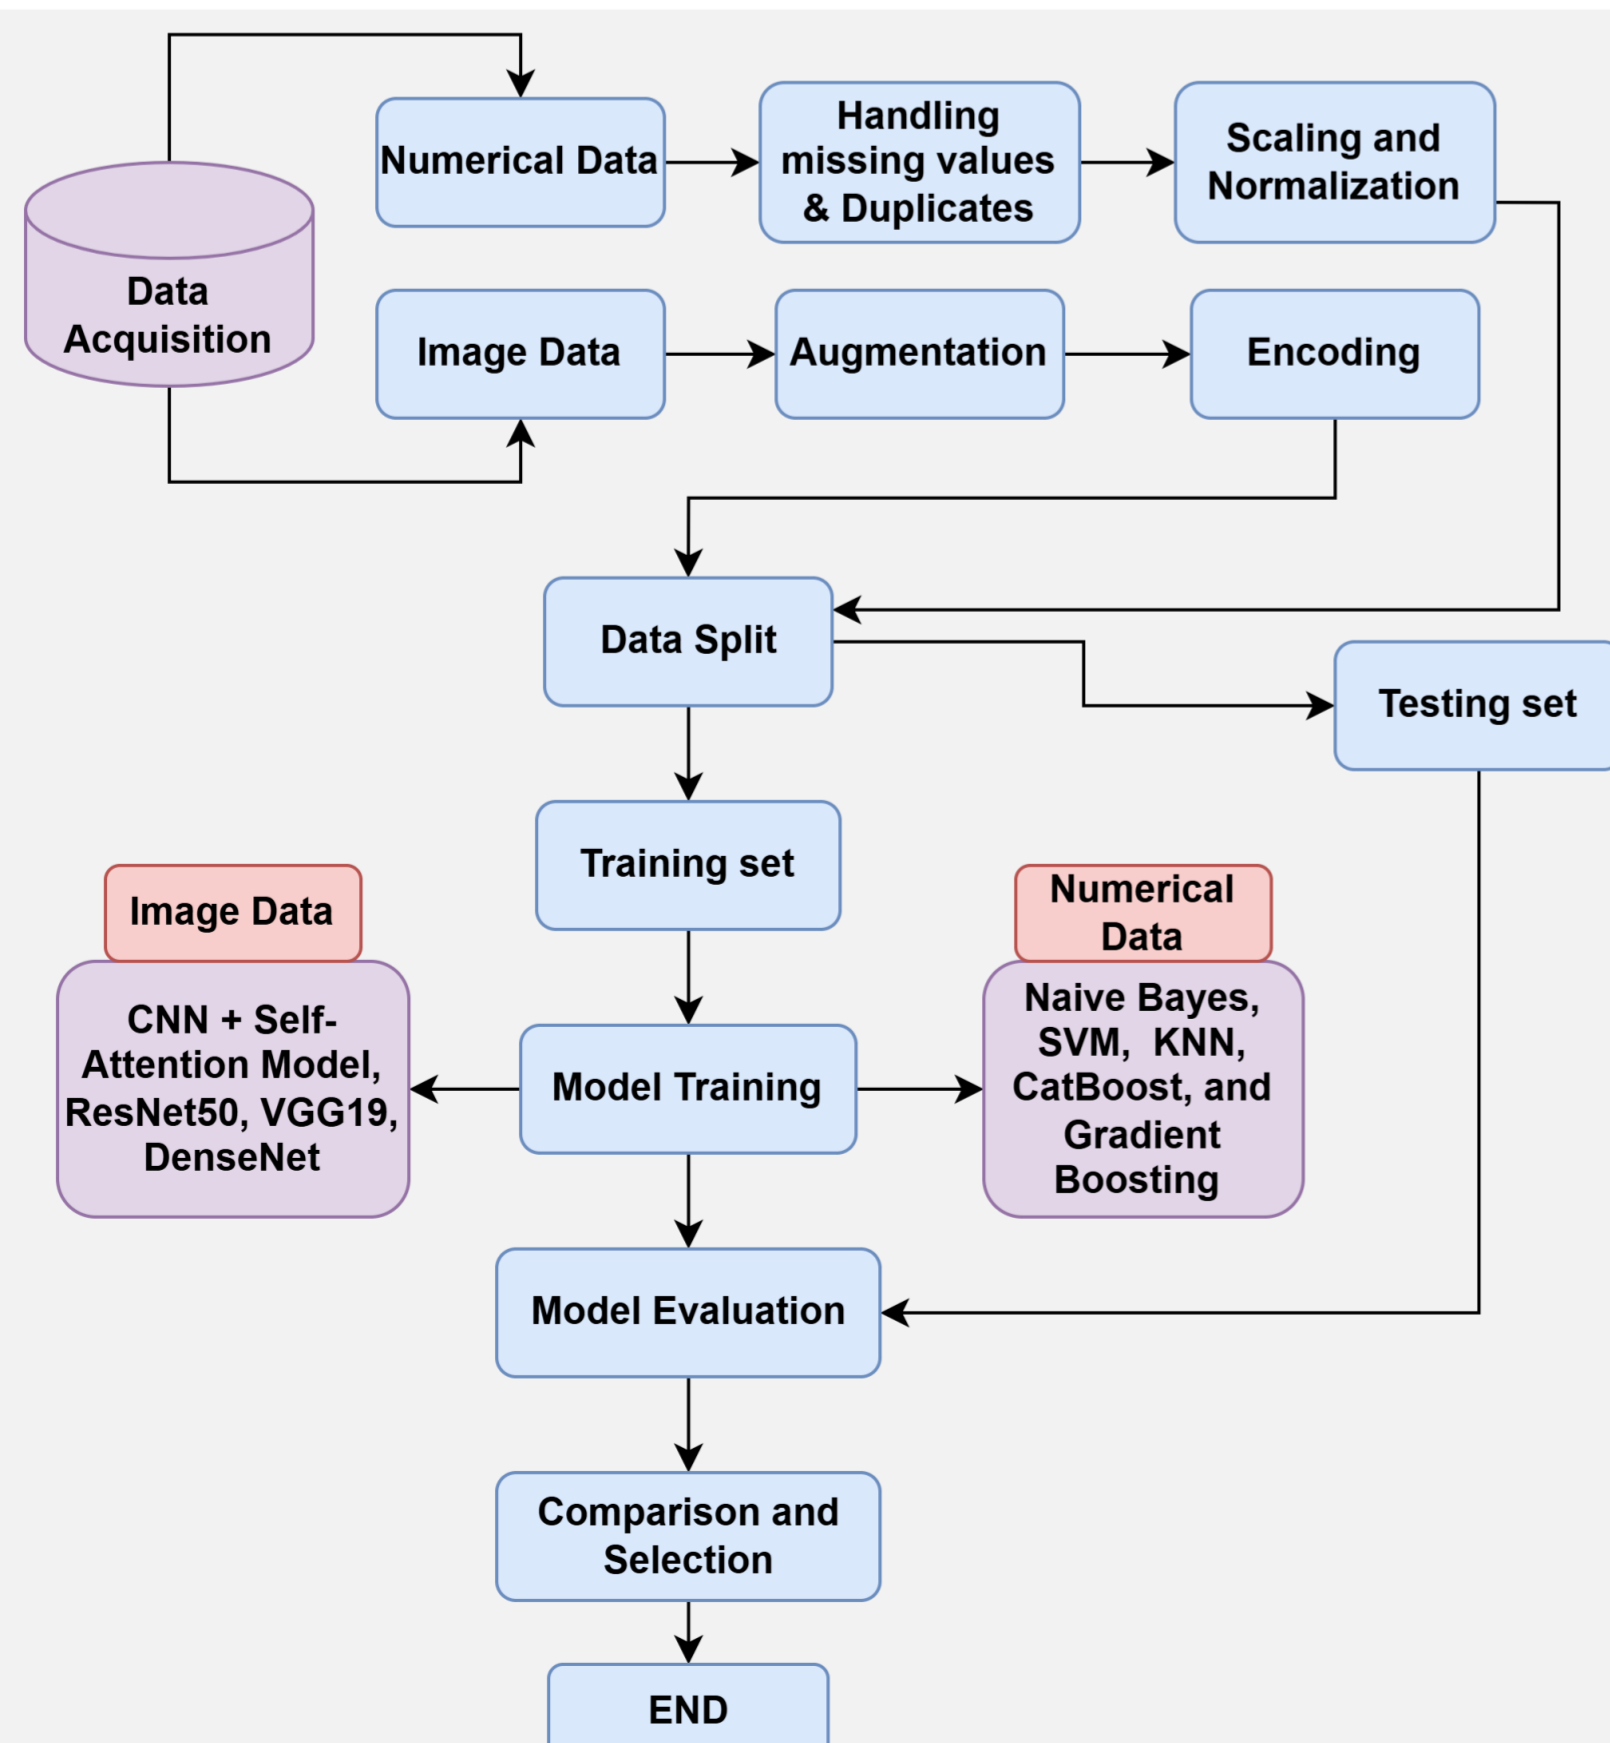 Numerical Data
Handling
missing values
& Duplicates
Scaling and
Normalization
Data
Acquisition
Image Data
Augmentation
Encoding
Data Split
Testing set
Training set
Image Data
CNN + Self-
Attention Model,
ResNet50, VGG19,
DenseNet
Model Training
Numerical
Data
Naive Bayes,
SVM, KNN,
CatBoost, and
Gradient
Boosting
Model Evaluation
Comparison and
Selection
END